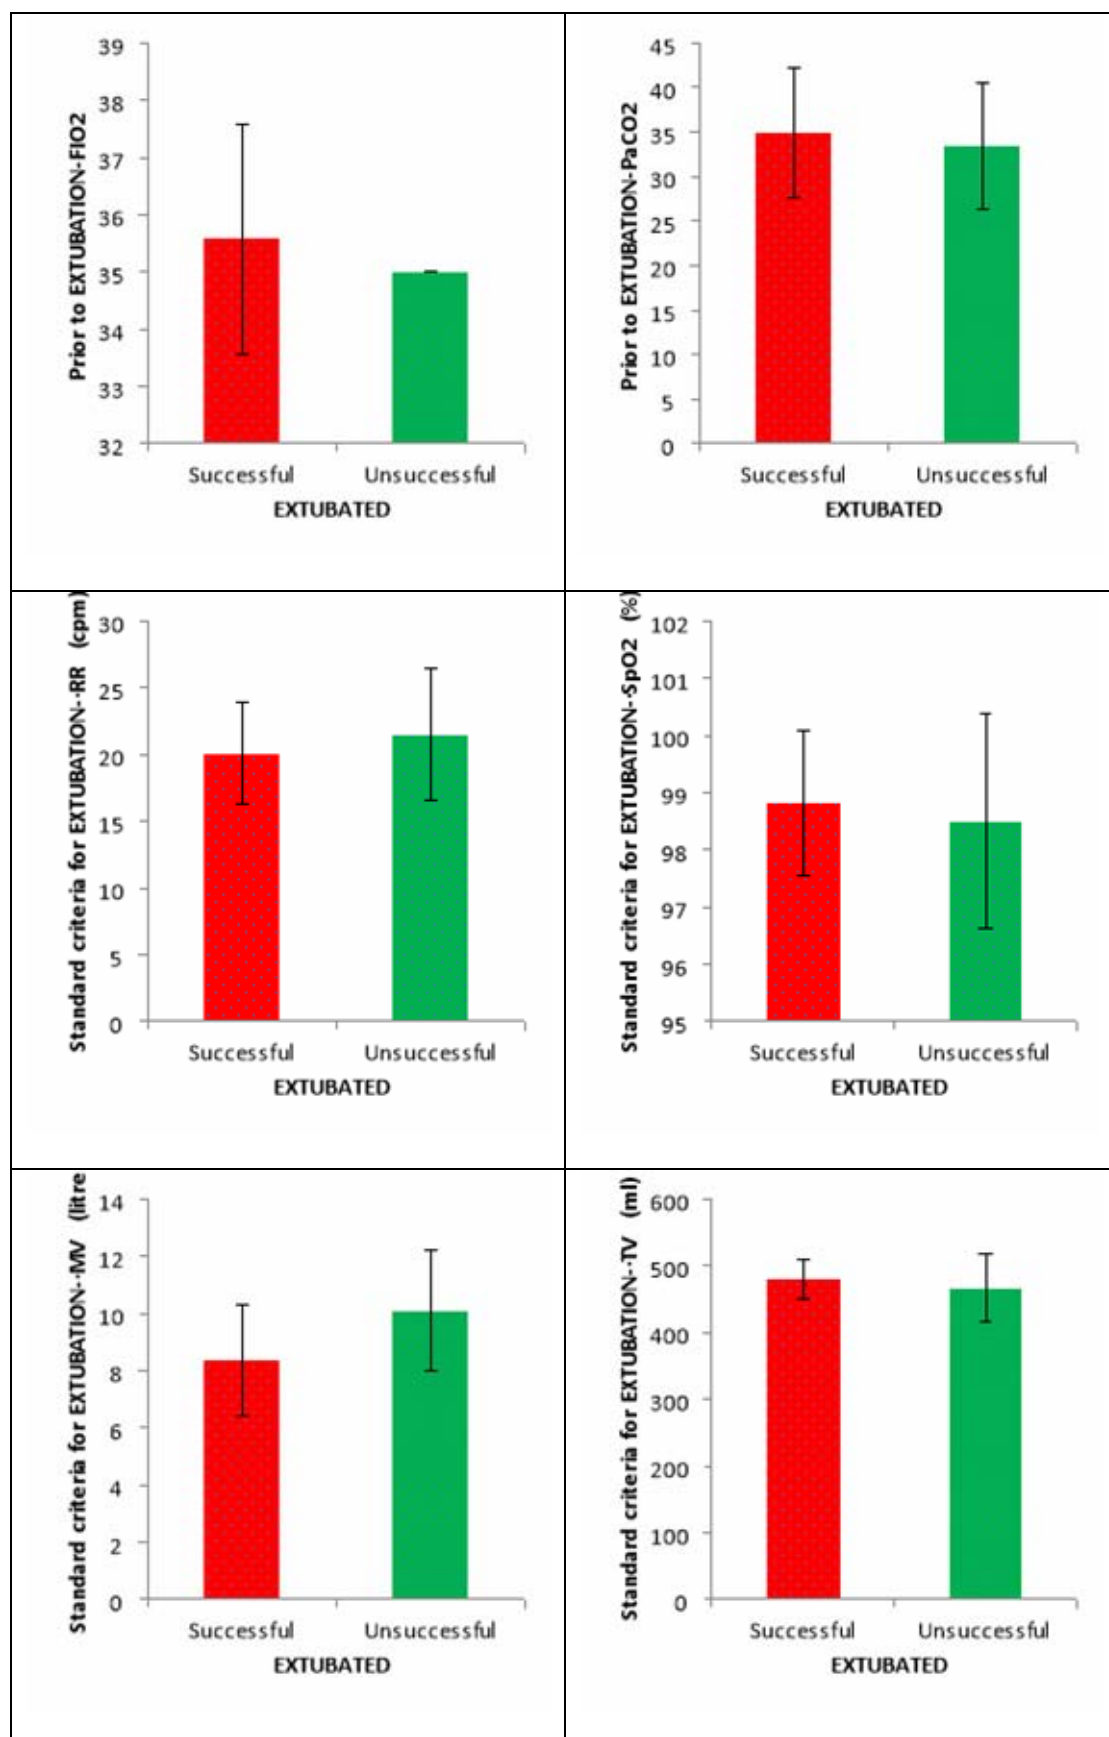 Prior to EXTUBATION-FIO2
39
38
37
36
35
34
33
32
Successful Unsuccessful
EXTUBATED
Prior to EXTUBATION-PaCO2
45
40
35
30
25
20
15
10
5
0
Successful Unsuccessful
EXTUBATED
Standard criteria for EXTUBATION--RR (cpm)
30
25
20
15
10
5
0
Successful Unsuccessful
EXTUBATED
Standard criteria for EXTUBATION--SpO2 (%)
102
101
100
99
98
97
96
95
Successful Unsuccessful
EXTUBATED
Standard criteria for EXTUBATION--MV (litre
14
12
10
8
6
4
2
0
Successful Unsuccessful
EXTUBATED
Standard criteria for EXTUBATION--TV (ml)
600
500
400
300
200
100
0
Successful Unsuccessful
EXTUBATED